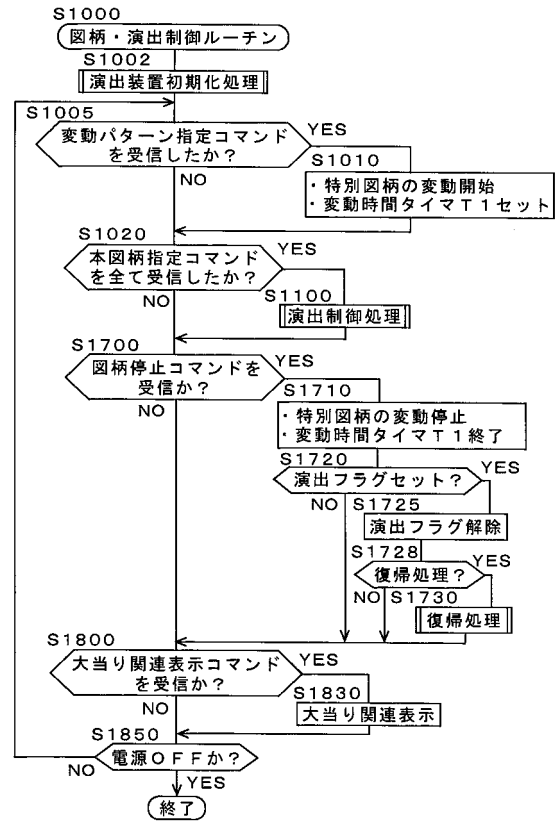 S1000
図柄・演出制御ルーチン
S1002
演出装置初期化処理
S1005
変動パターン指定コマンド
を受信したか？
YES
NO
S1010
・特別図柄の変動開始
・変動時間タイマT1セット
S1020
本図柄指定コマンド
を全て受信したか？
YES
NO
S1100
演出制御処理
S1700
図柄停止コマンドを
受信か？
YES
NO
S1710
・特別図柄の変動停止
・変動時間タイマT1終了
S1720
演出フラグセット？
YES
NO
S1725
演出フラグ解除
S1728
復帰処理？
YES
NO
S1730
復帰処理
S1800
大当り関連表示コマンド
を受信か？
YES
NO
S1830
大当り関連表示
S1850
電源OFFか？
NO
YES
終了